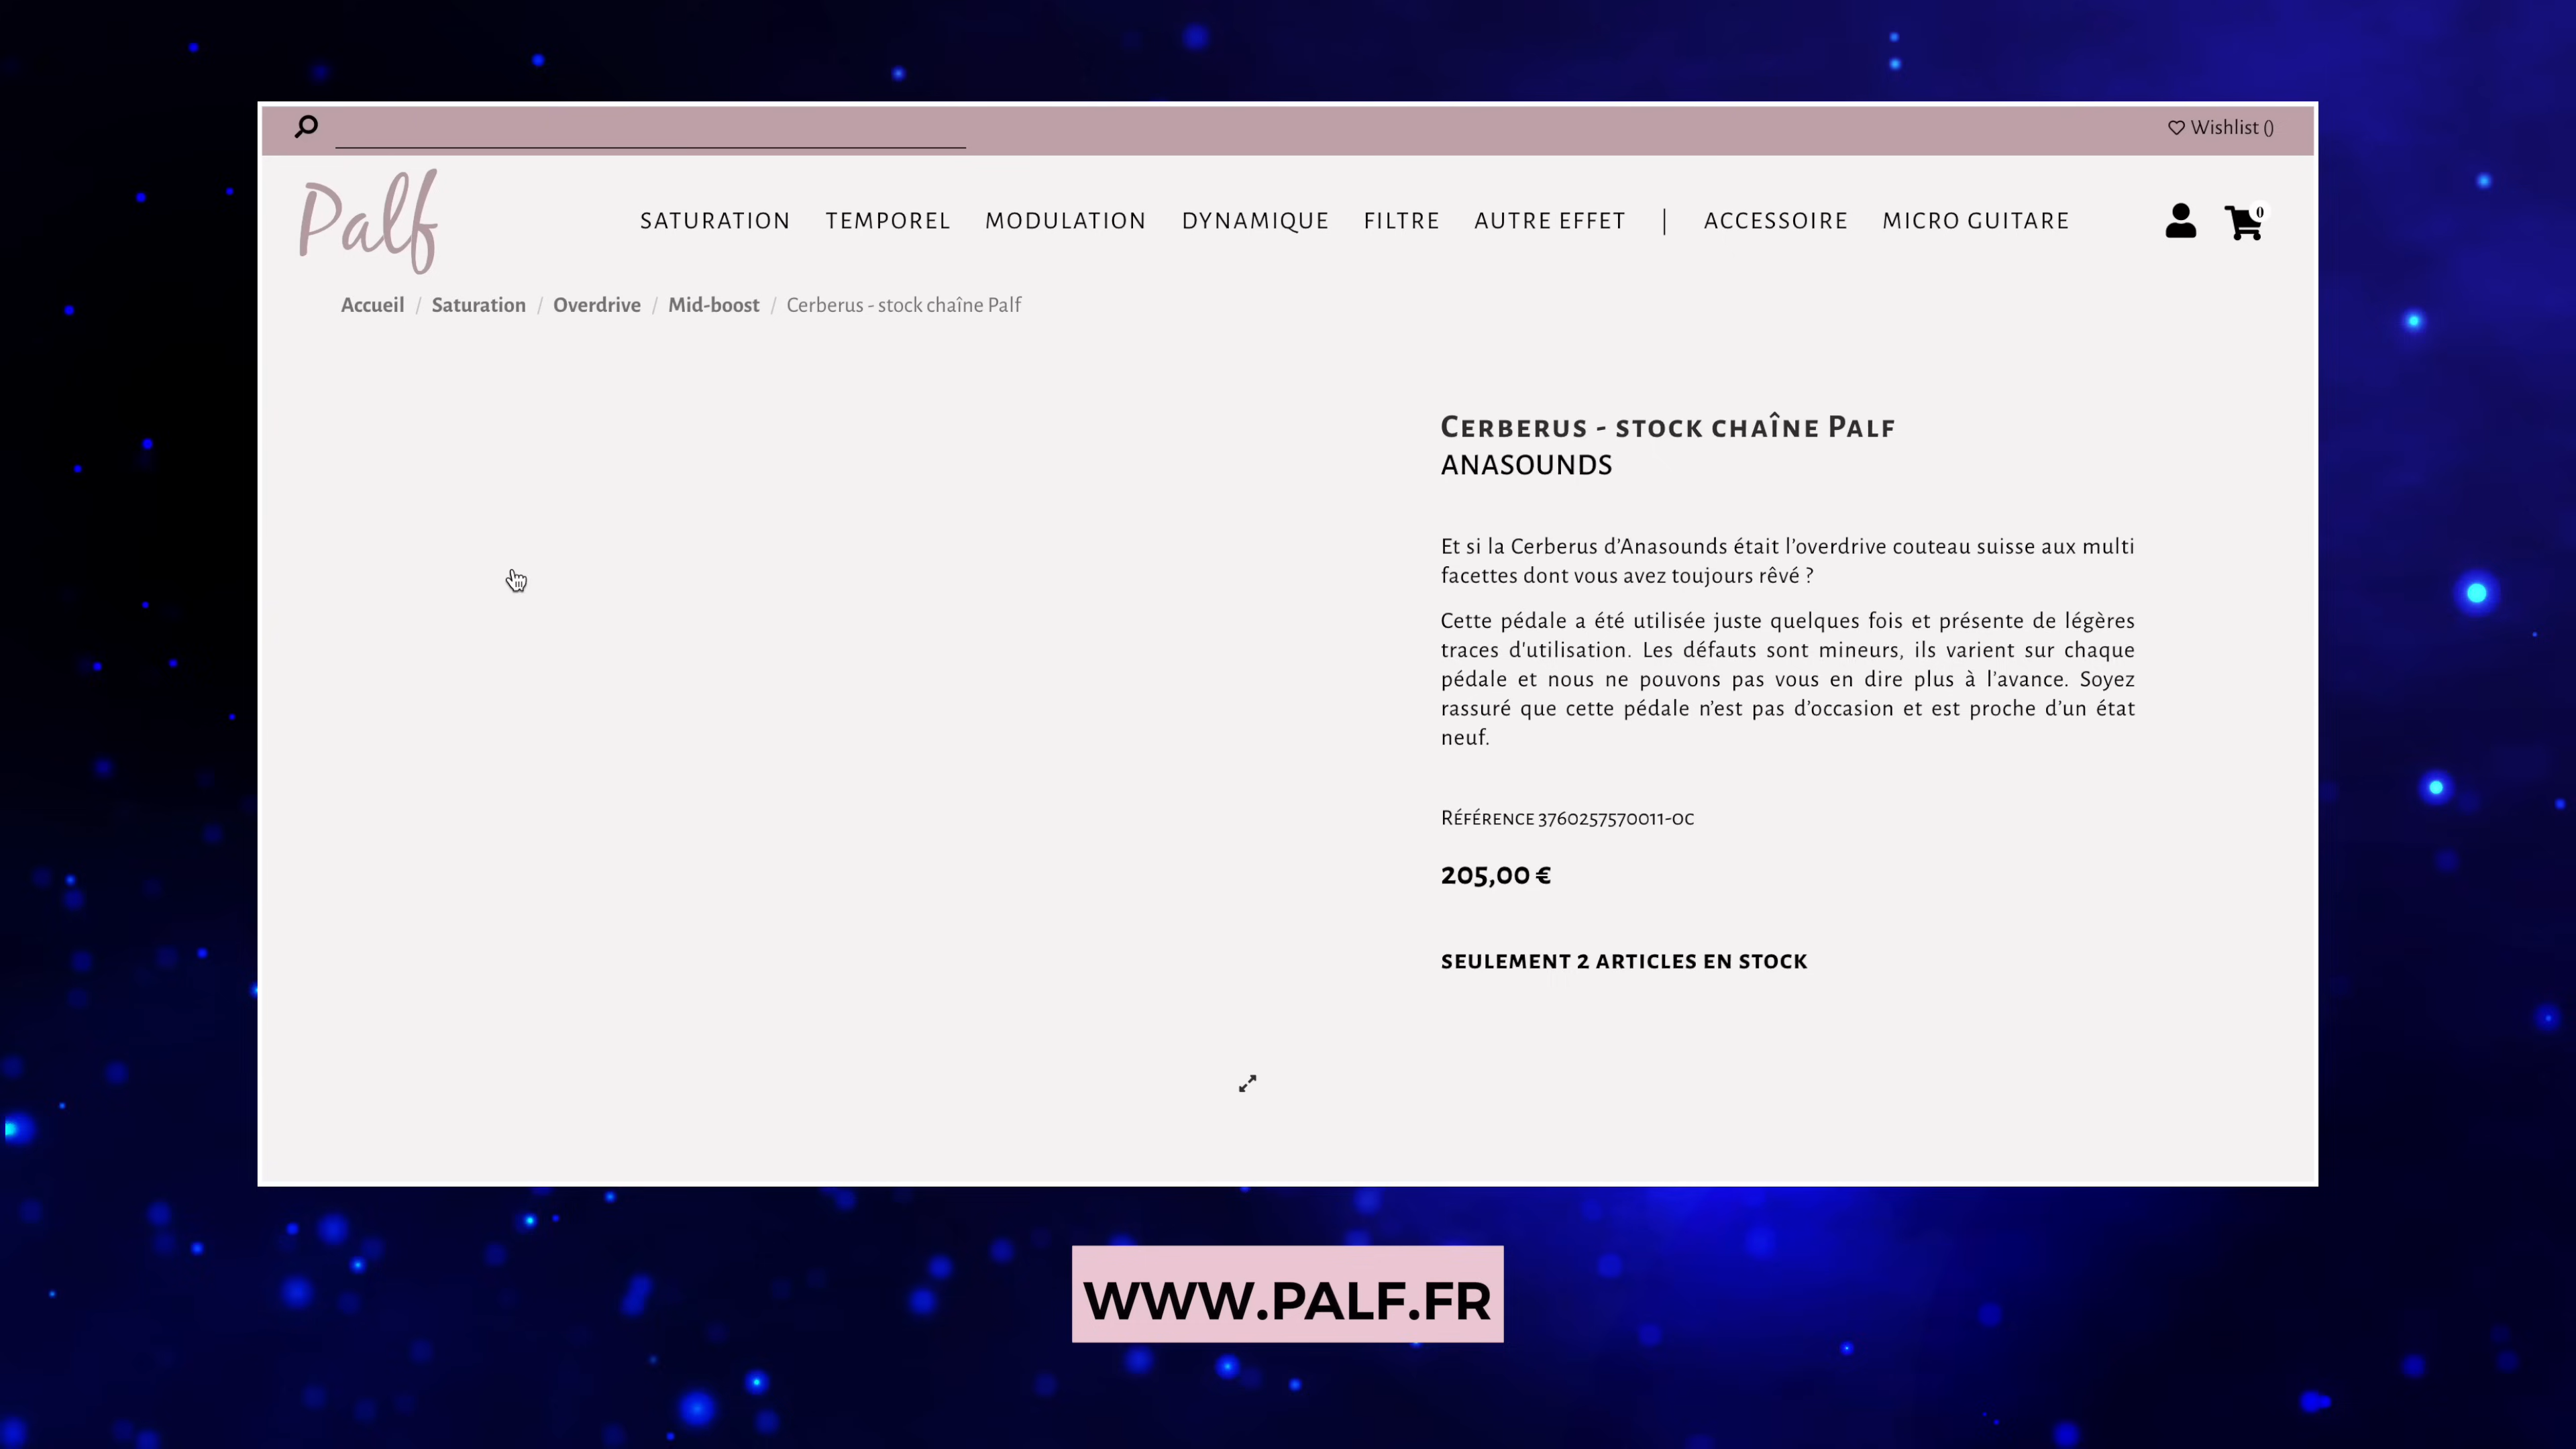 Wishlist ()
Palf
SATURATION TEMPOREL MODULATION DYNAMIQUE FILTRE AUTRE EFFET | ACCESSOIRE MICRO GUITARE
0
Accueil / Saturation / Overdrive / Mid-boost / Cerberus - stock chaîne Palf
Cerberus - stock chaîne Palf
ANASOUNDS
Et si la Cerberus d’Anasounds était l’overdrive couteau suisse aux multi
facettes dont vous avez toujours rêvé ?
Cette pédale a été utilisée juste quelques fois et présente de légères
traces d'utilisation. Les défauts sont mineurs, ils varient sur chaque
pédale et nous ne pouvons pas vous en dire plus à l’avance. Soyez
rassuré que cette pédale n’est pas d’occasion et est proche d’un état
neuf.
Référence 3760257570011-OC
205,00 €
SEULEMENT 2 ARTICLES EN STOCK
WWW.PALF.FR